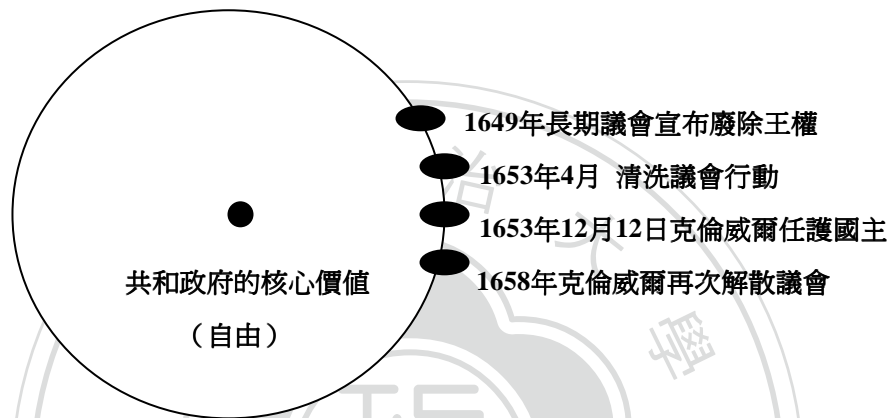 1649年長期議會宣布廢除王權
1653年4月 清洗議會行動
1653年12月12日克倫威爾任護國主
1658年克倫威爾再次解散議會
共和政府的核心價值
（自由）
治
大
學